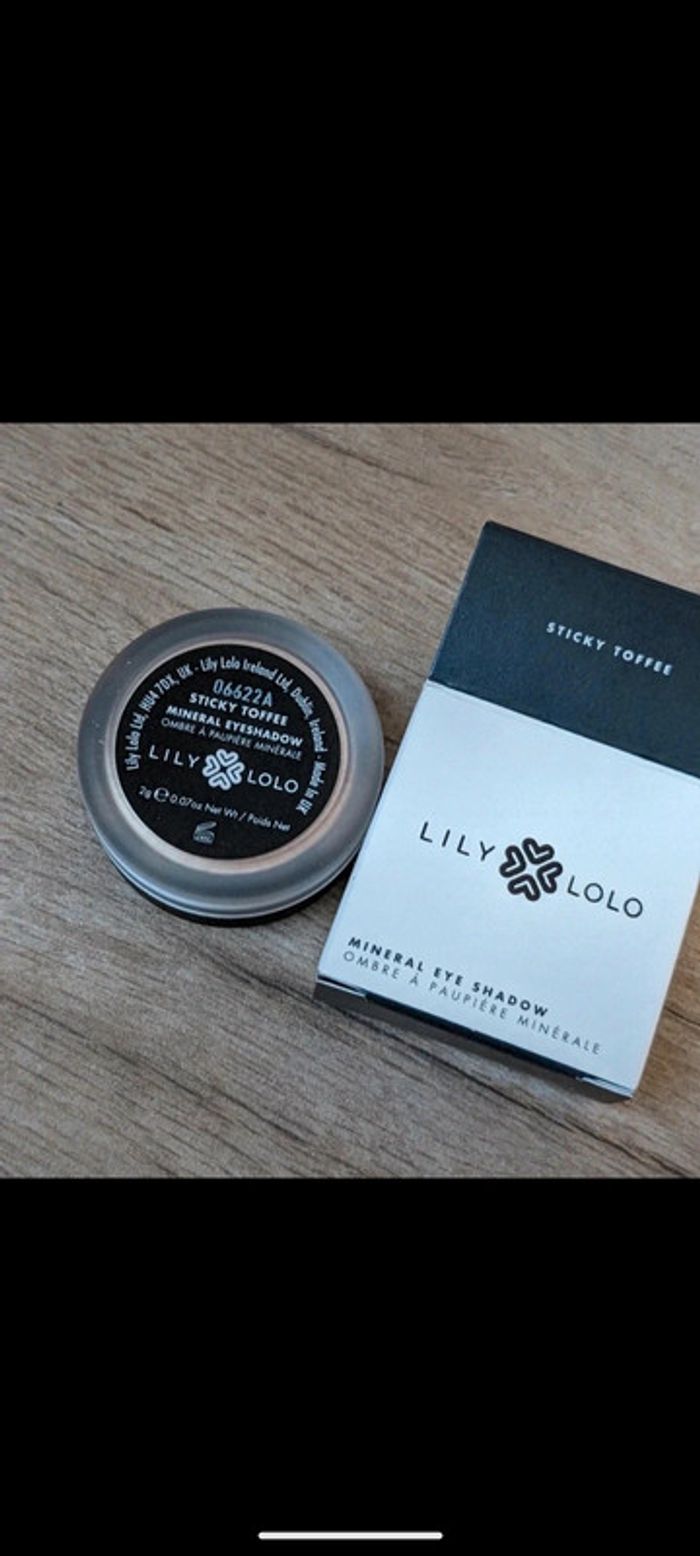 Lily Lolo Ltd, HU4 7DX, UK - Lily Lolo Ireland Ltd, Dublin, Ireland - Made In UK
06622A
STICKY TOFFEE
MINERAL EYESHADOW
OMBRE À PAUPIÈRE MINÉRALE
LILY LOLO
2g ℮ 0.07oz Net Wt / Poids Net
STICKY TOFFEE
LILY LOLO
MINERAL EYE SHADOW
OMBRE À PAUPIÈRE MINÉRALE